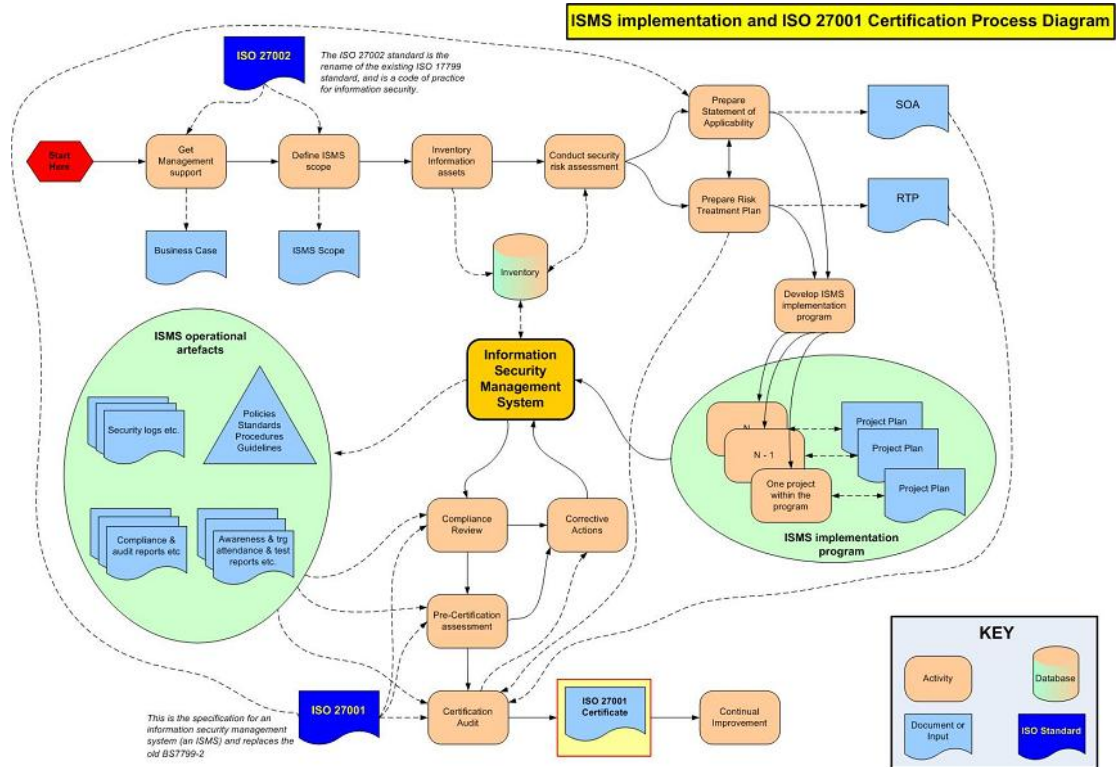 ISMS implementation and ISO 27001 Certification Process Diagram
ISO 27002
The ISO 27002 standard is the
rename of the existing ISO 17799
standard, and is a code of practice
for information security.
Start
Here
Get
Management
support
Define ISMS
scope
Inventory
Information
assets
Conduct security
risk assessment
Prepare
Statement of
Applicability
SOA
Prepare Risk
Treatment Plan
RTP
Business Case
ISMS Scope
Inventory
Develop ISMS
implementation
program
ISMS operational
artefacts
Security logs etc.
Policies
Standards
Procedures
Guidelines
Compliance &
audit reports etc
Awareness & trg
attendance & test
reports etc.
Information
Security
Management
System
N
N - 1
One project
within the
program
Project Plan
Project Plan
Project Plan
ISMS implementation
program
Compliance
Review
Corrective
Actions
Pre-Certification
assessment
ISO 27001
This is the specification for an
information security management
system (an ISMS) and replaces the
old BS7799-2
Certification
Audit
ISO 27001
Certificate
Continual
Improvement
KEY
Activity
Database
Document or
Input
ISO Standard